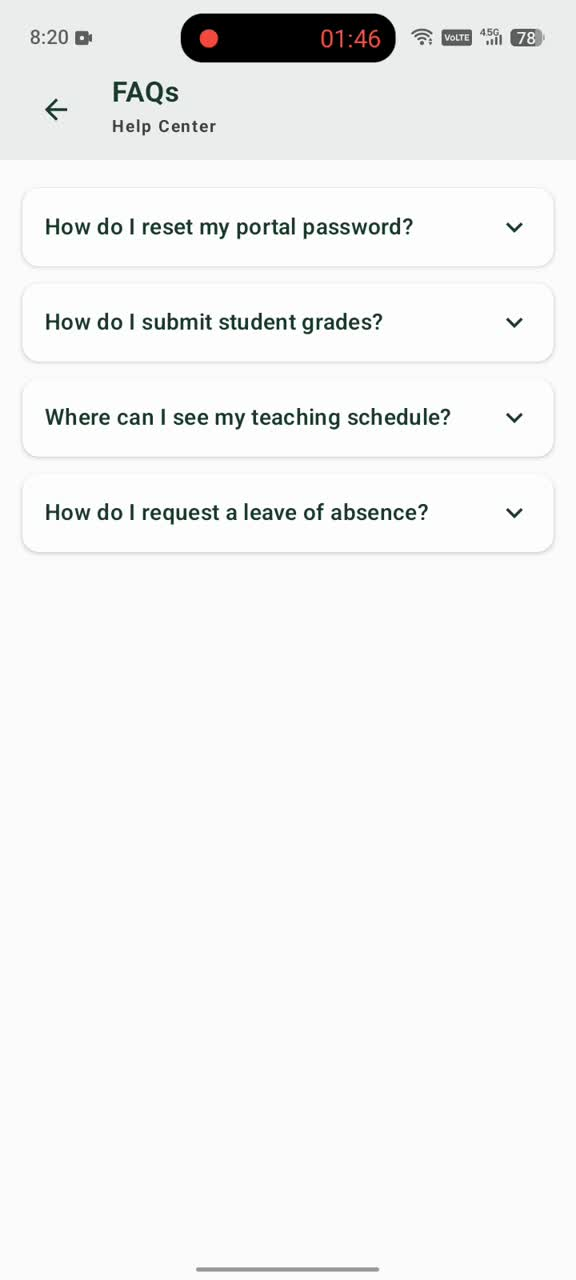 8:20
01:46
VoLTE
4.5G
78
FAQs
Help Center
How do I reset my portal password?
How do I submit student grades?
Where can I see my teaching schedule?
How do I request a leave of absence?